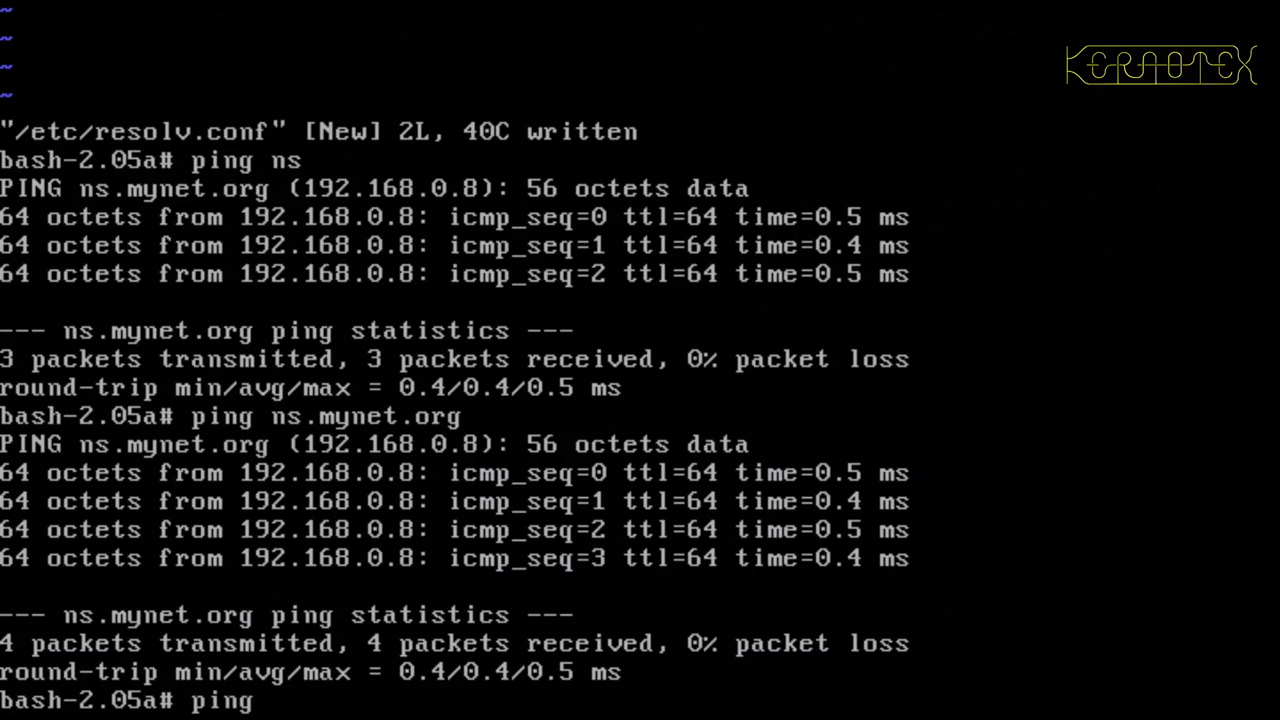 ~
~
~
~
KERNOTEX
"/etc/resolv.conf" [New] 2L, 40C written
bash-2.05a# ping ns
PING ns.mynet.org (192.168.0.8): 56 octets data
64 octets from 192.168.0.8: icmp_seq=0 ttl=64 time=0.5 ms
64 octets from 192.168.0.8: icmp_seq=1 ttl=64 time=0.4 ms
64 octets from 192.168.0.8: icmp_seq=2 ttl=64 time=0.5 ms
--- ns.mynet.org ping statistics ---
3 packets transmitted, 3 packets received, 0% packet loss
round-trip min/avg/max = 0.4/0.4/0.5 ms
bash-2.05a# ping ns.mynet.org
PING ns.mynet.org (192.168.0.8): 56 octets data
64 octets from 192.168.0.8: icmp_seq=0 ttl=64 time=0.5 ms
64 octets from 192.168.0.8: icmp_seq=1 ttl=64 time=0.4 ms
64 octets from 192.168.0.8: icmp_seq=2 ttl=64 time=0.5 ms
64 octets from 192.168.0.8: icmp_seq=3 ttl=64 time=0.4 ms
--- ns.mynet.org ping statistics ---
4 packets transmitted, 4 packets received, 0% packet loss
round-trip min/avg/max = 0.4/0.4/0.5 ms
bash-2.05a# ping